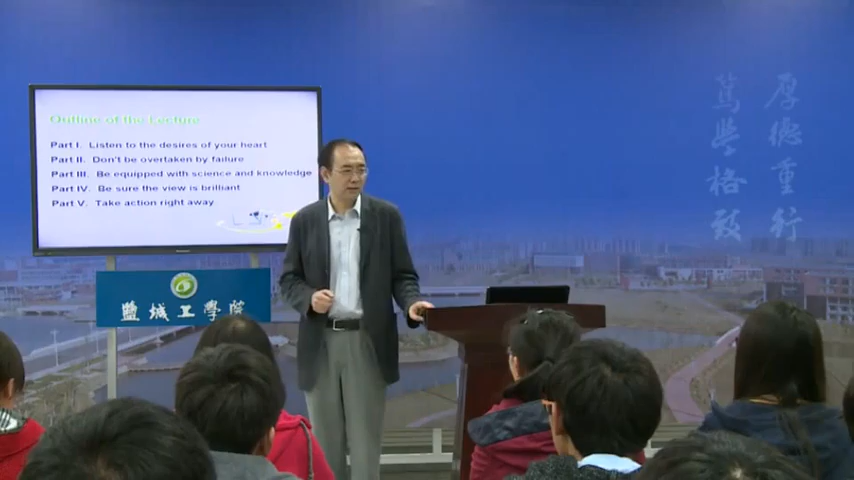 Outline of the Lecture
Part I. Listen to the desires of your heart
Part II. Don't be overtaken by failure
Part III. Be equipped with science and knowledge
Part IV. Be sure the view is brilliant
Part V. Take action right away
盐城工学院
厚德重行
笃学格致